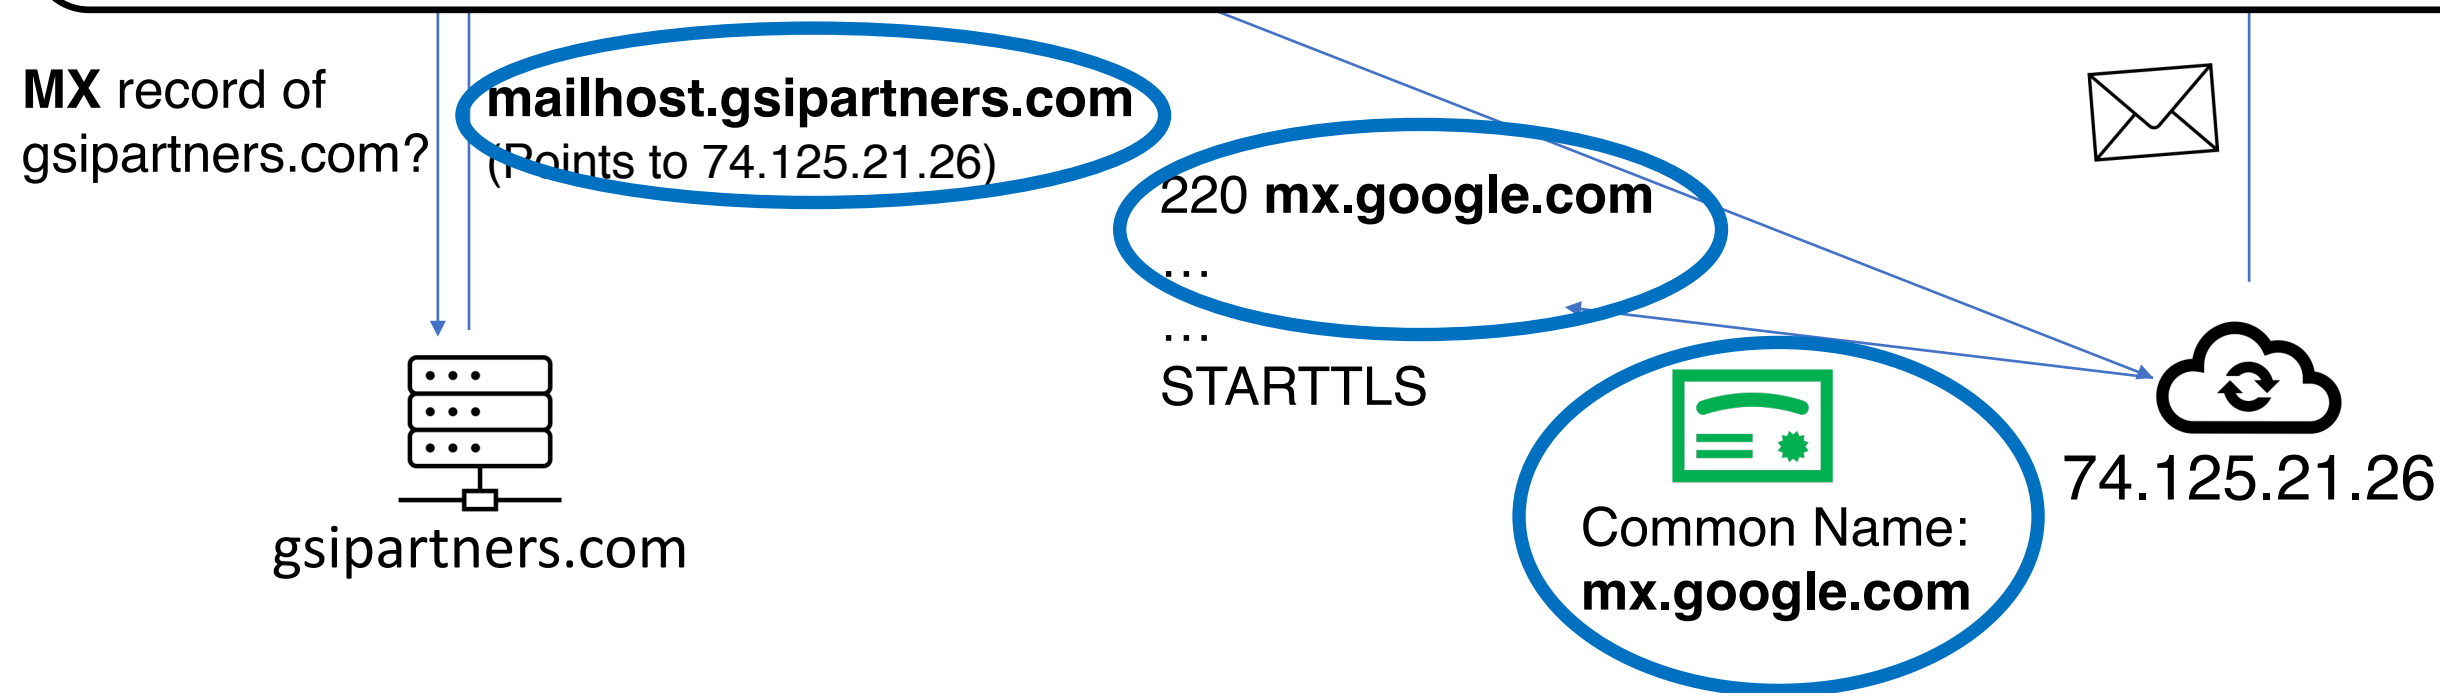 MX record of
gsipartners.com?
mailhost.gsipartners.com
(Points to 74.125.21.26)
220 mx.google.com
…
…
STARTTLS
gsipartners.com
Common Name:
mx.google.com
74.125.21.26